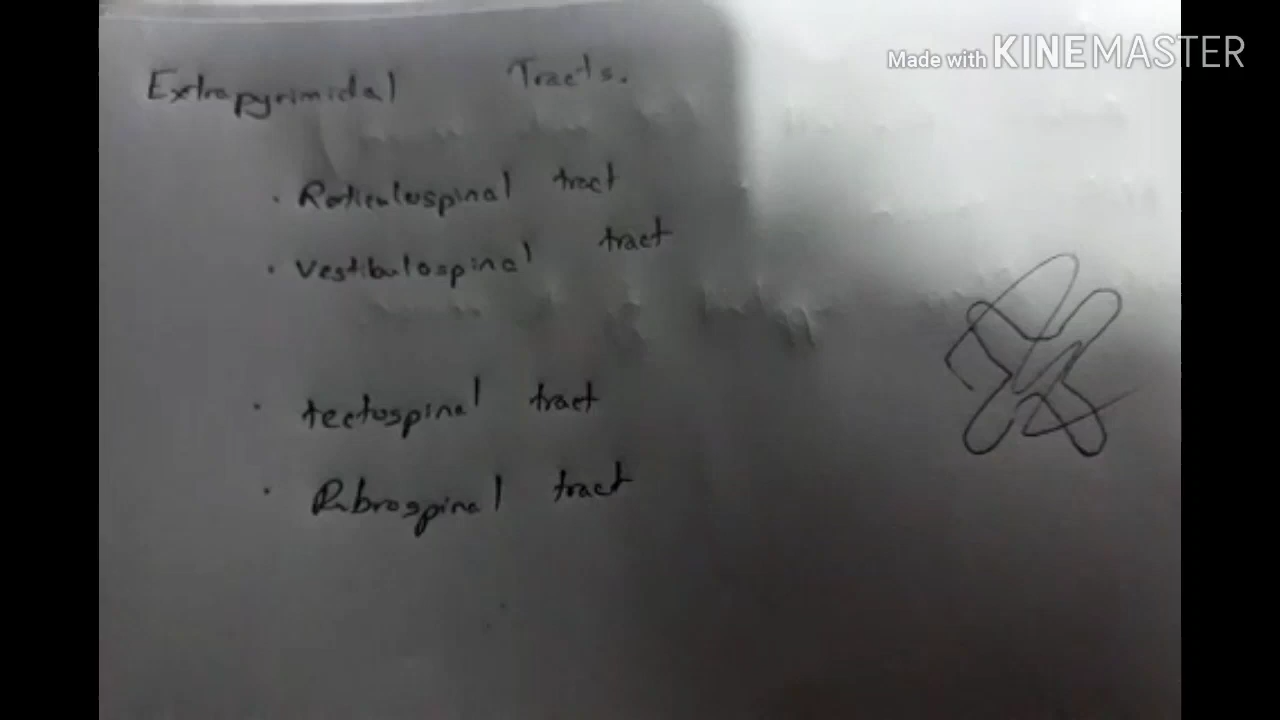 Made with KINEMASTER
Extrapyrimidal Tracts.
· Reticulospinal tract
· Vestibulospinal tract
· tectospinal tract
· Rubrospinal tract